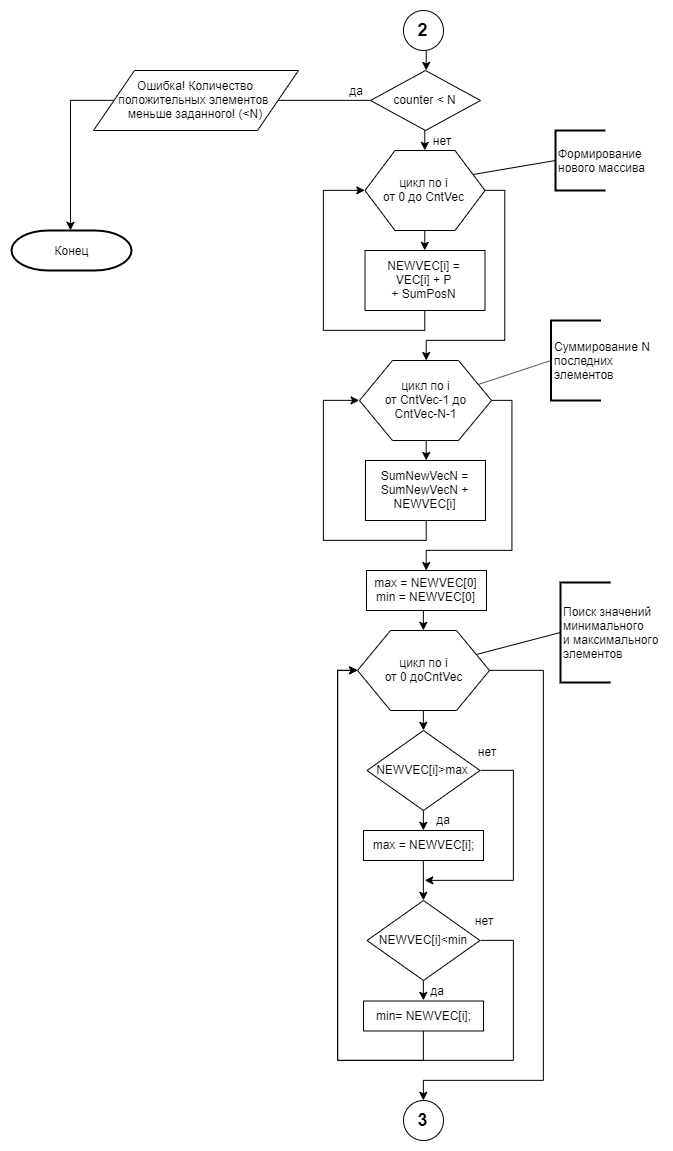 2
Ошибка! Количество
положительных элементов
меньше заданного! (<N)
да
counter < N
нет
Конец
цикл по i
от 0 до CntVec
Формирование
нового массива
NEWVEC[i] =
VEC[i] + P
+ SumPosN
цикл по i
от CntVec-1 до
CntVec-N-1
Суммирование N
последних
элементов
SumNewVecN =
SumNewVecN +
NEWVEC[i]
max = NEWVEC[0]
min = NEWVEC[0]
цикл по i
от 0 доCntVec
Поиск значений
минимального
и максимального
элементов
NEWVEC[i]>max
нет
да
max = NEWVEC[i];
NEWVEC[i]<min
нет
да
min= NEWVEC[i];
3